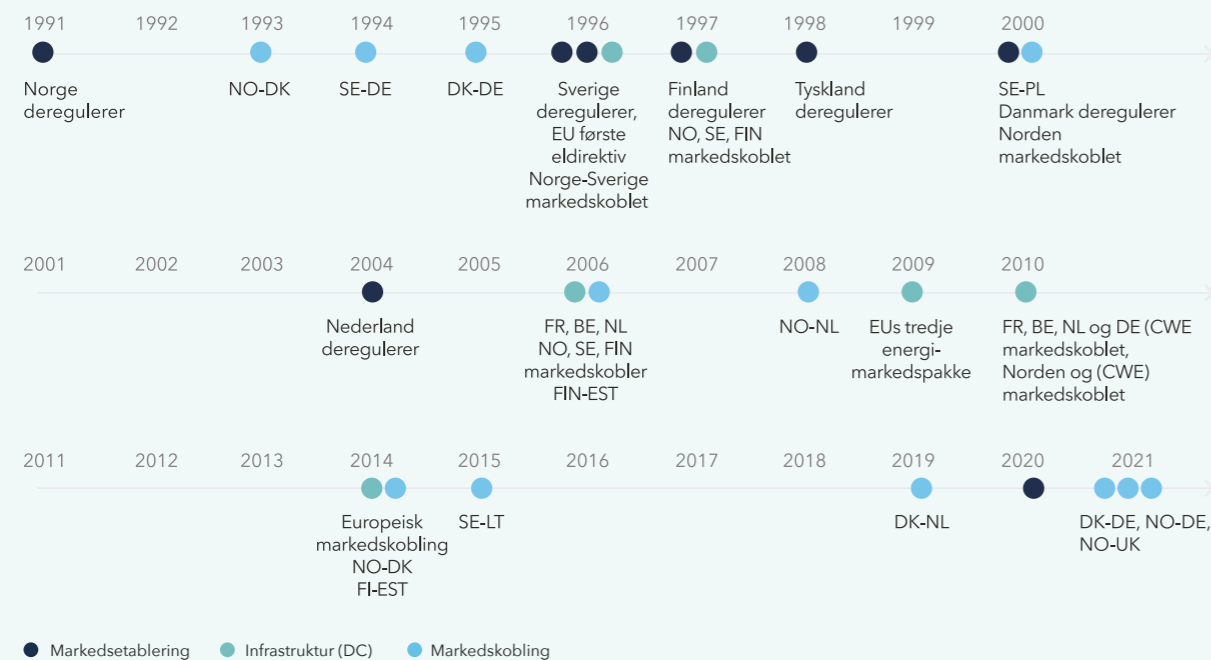 1991 1992 1993 1994 1995 1996 1997 1998 1999 2000
Norge
deregulerer
NO-DK
SE-DE
DK-DE
Sverige
deregulerer,
EU første
eldirektiv
Norge-Sverige
markedskoblet
Finland
deregulerer
NO, SE, FIN
markedskoblet
Tyskland
deregulerer
SE-PL
Danmark deregulerer
Norden
markedskoblet
2001 2002 2003 2004 2005 2006 2007 2008 2009 2010
Nederland
deregulerer
FR, BE, NL
NO, SE, FIN
markedskobler
FIN-EST
NO-NL
EUs tredje
energi-
markedspakke
FR, BE, NL og DE (CWE
markedskoblet,
Norden og (CWE)
markedskoblet
2011 2012 2013 2014 2015 2016 2017 2018 2019 2020 2021
Europeisk
markedskobling
NO-DK
FI-EST
SE-LT
DK-NL
DK-DE, NO-DE,
NO-UK
Markedsetablering Infrastruktur (DC) Markedskobling